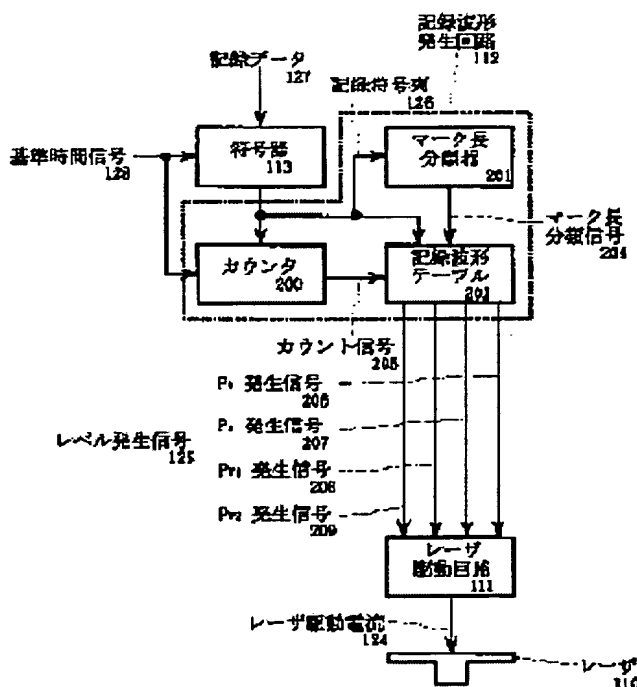 記録波形
発生回路
112
記録データ
127
記録符号列
126
基準時間信号
128
符号器
113
マーク長
分類器
201
マーク長
分類信号
204
カウンタ
200
記録波形
テーブル
カウント信号
205
発生信号
206
発生信号
207
発生信号
208
発生信号
209
レベル発生信号
125
レーザ
駆動回路
111
レーザ駆動電流
124
レーザ
110